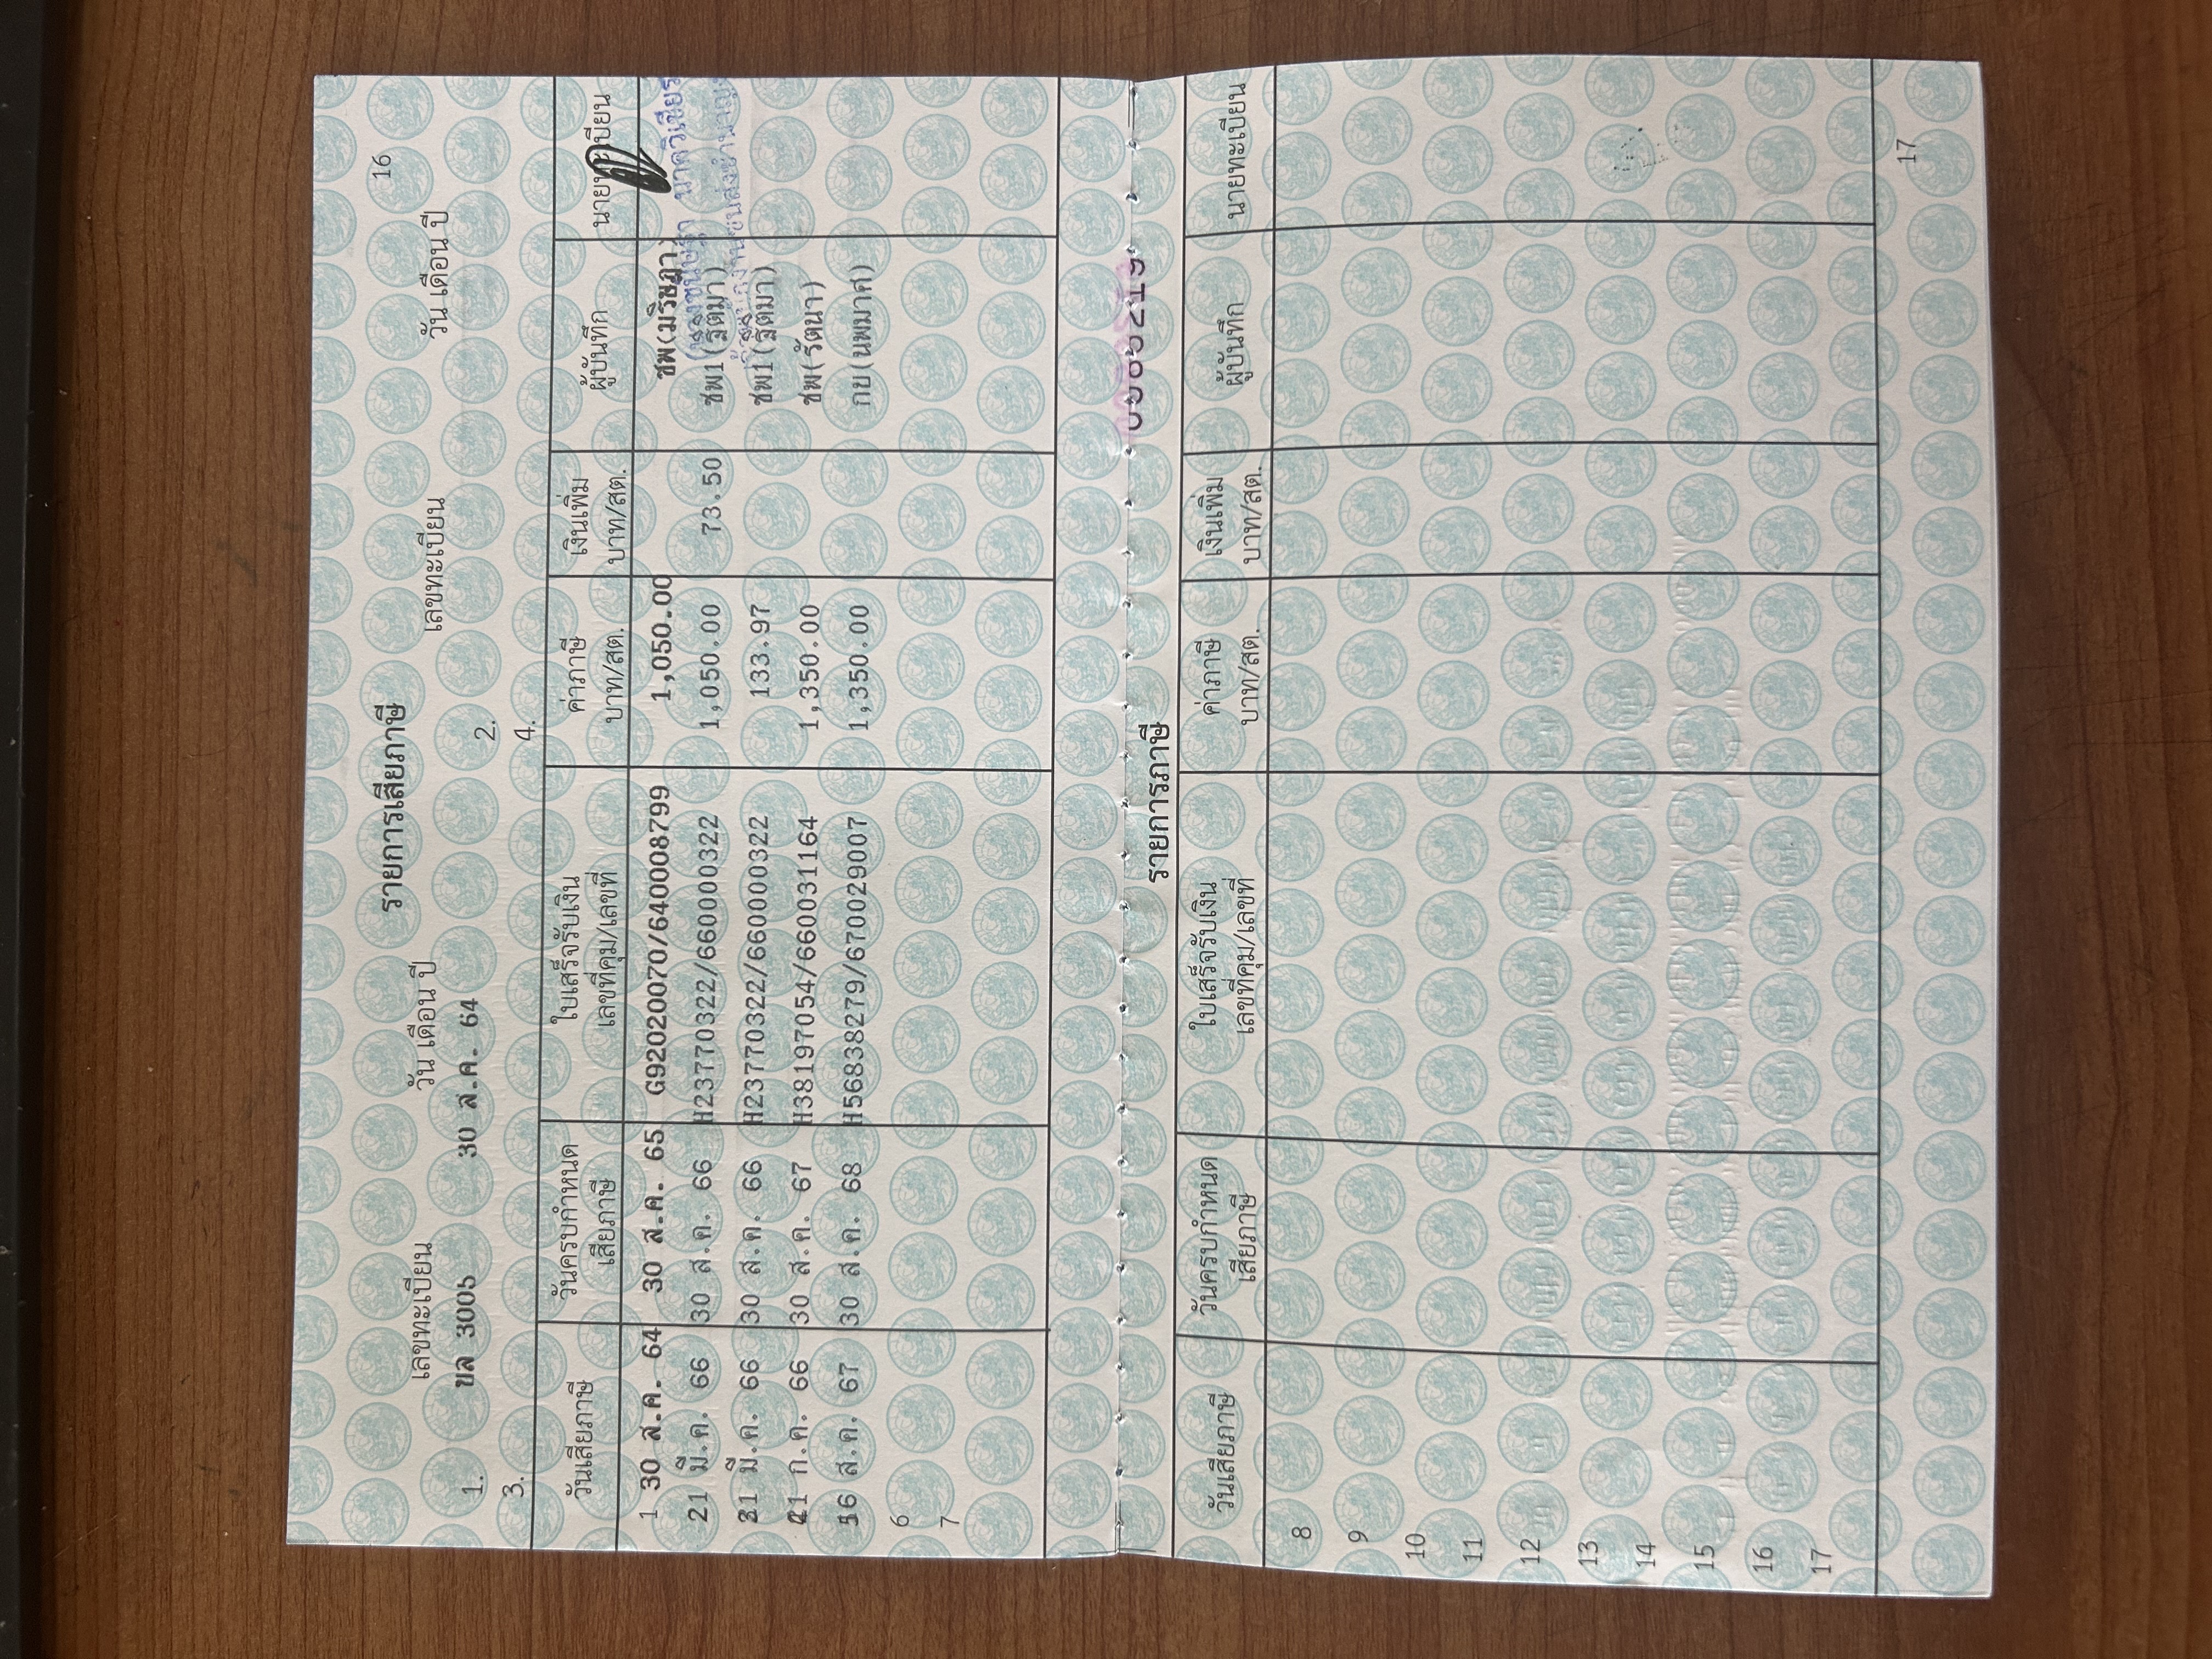 16
รายการเสียภาษี
เลขทะเบียน วัน เดือน ปี เลขทะเบียน วัน เดือน ปี
1. ขล 3005 30 ส.ค. 64 2.
3. 4.
วันเสียภาษี วันครบกำหนด เสียภาษี ใบเสร็จรับเงิน เลขที่คุม/เลขที่ ค่าภาษี บาท/สต. เงินเพิ่ม บาท/สต. ผู้บันทึก นายทะเบียน
1 30 ส.ค. 64 30 ส.ค. 65 G92020070/640008799 1,050.00 ชพ(มริษฎา)
21 มี.ค. 66 30 ส.ค. 66 H23770322/660000322 1,050.00 73.50 ชพ1(ฐิตมา)
21 มี.ค. 66 30 ส.ค. 66 H23770322/660000322 133.97 ชพ1(ฐิตมา)
21 ก.ค. 66 30 ส.ค. 67 H38197054/660031164 1,350.00 ชพ(รัตนา)
16 ส.ค. 67 30 ส.ค. 68 H56838279/670029007 1,350.00 กบ(นพมาศ)
6
7
รายการภาษี
วันเสียภาษี วันครบกำหนด เสียภาษี ใบเสร็จรับเงิน เลขที่คุม/เลขที่ ค่าภาษี บาท/สต. เงินเพิ่ม บาท/สต. ผู้บันทึก นายทะเบียน
8
9
10
11
12
13
14
15
16
17
17